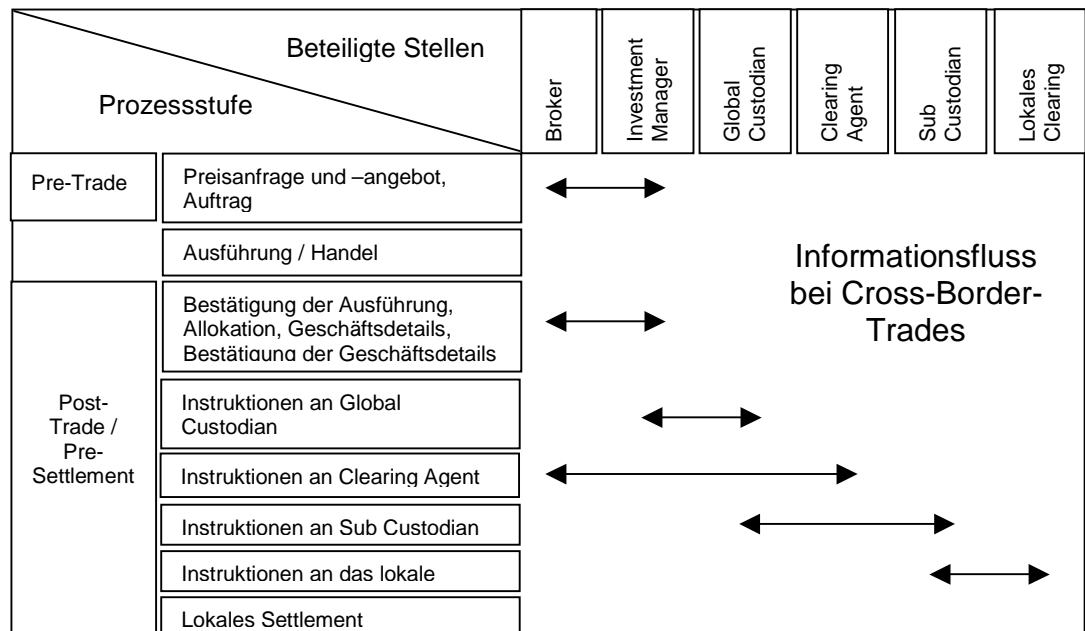 Beteiligte Stellen
Prozessstufe
Broker
Investment
Manager
Global
Custodian
Clearing
Agent
Sub
Custodian
Lokales
Clearing
Pre-Trade
Preisanfrage und –angebot,
Auftrag
Ausführung / Handel
Informationsfluss
bei Cross-Border-
Trades
Post-
Trade /
Pre-
Settlement
Bestätigung der Ausführung,
Allokation, Geschäftsdetails,
Bestätigung der Geschäftsdetails
Instruktionen an Global
Custodian
Instruktionen an Clearing Agent
Instruktionen an Sub Custodian
Instruktionen an das lokale
Lokales Settlement